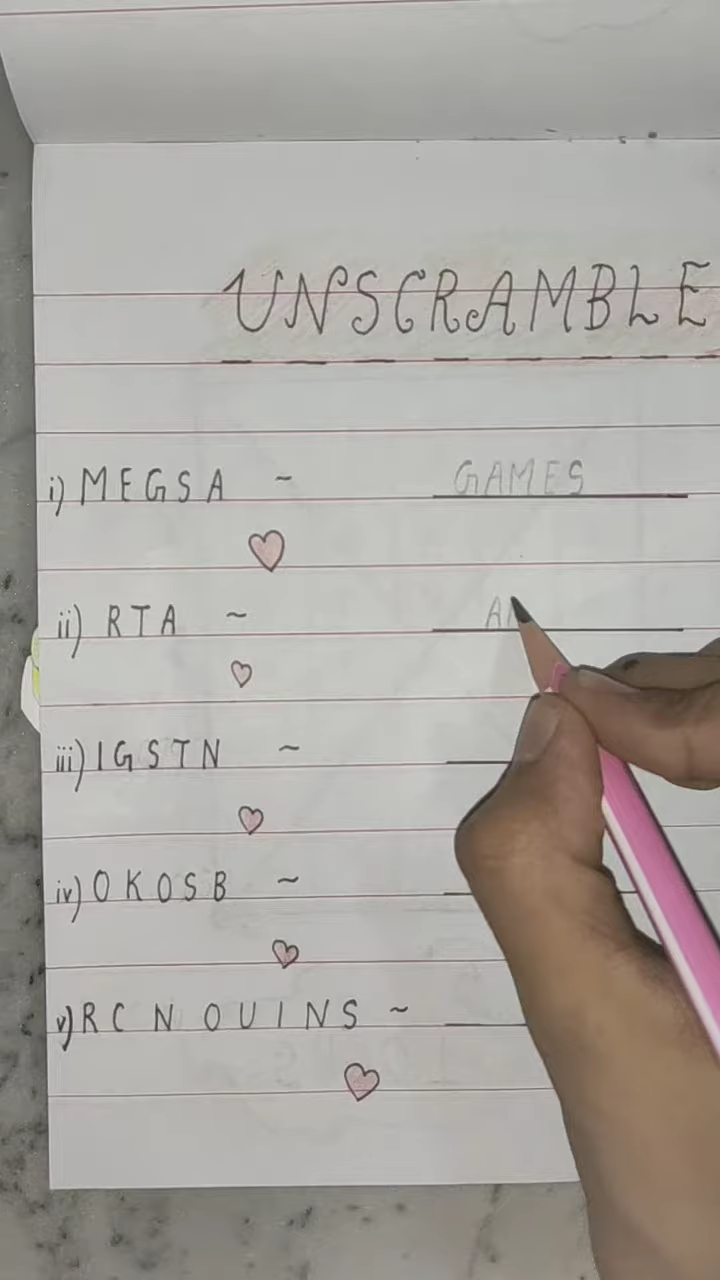 UNSCRAMBLE
i) MEGSA ~ GAMES
ii) RTA ~ A
iii) IGSTN ~
iv) OKOSB ~
v) RCNOUINS ~